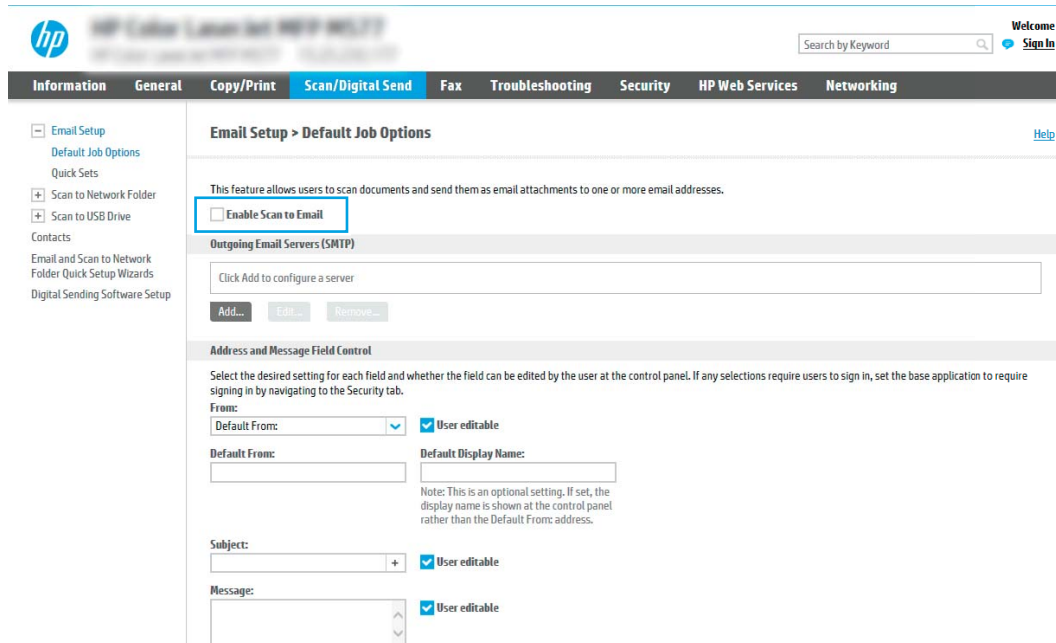 hp
Welcome
Search by Keyword
Sign In
Information General Copy/Print Scan/Digital Send Fax Troubleshooting Security HP Web Services Networking
Email Setup
Default Job Options
Quick Sets
Scan to Network Folder
Scan to USB Drive
Contacts
Email and Scan to Network
Folder Quick Setup Wizards
Digital Sending Software Setup
Email Setup > Default Job Options
Help
This feature allows users to scan documents and send them as email attachments to one or more email addresses.
Enable Scan to Email
Outgoing Email Servers (SMTP)
Click Add to configure a server
Add... Edit... Remove...
Address and Message Field Control
Select the desired setting for each field and whether the field can be edited by the user at the control panel. If any selections require users to sign in, set the base application to require
signing in by navigating to the Security tab.
From:
Default From: User editable
Default From: Default Display Name:
Note: This is an optional setting. If set, the
display name is shown at the control panel
rather than the Default From: address.
Subject:
+ User editable
Message:
User editable